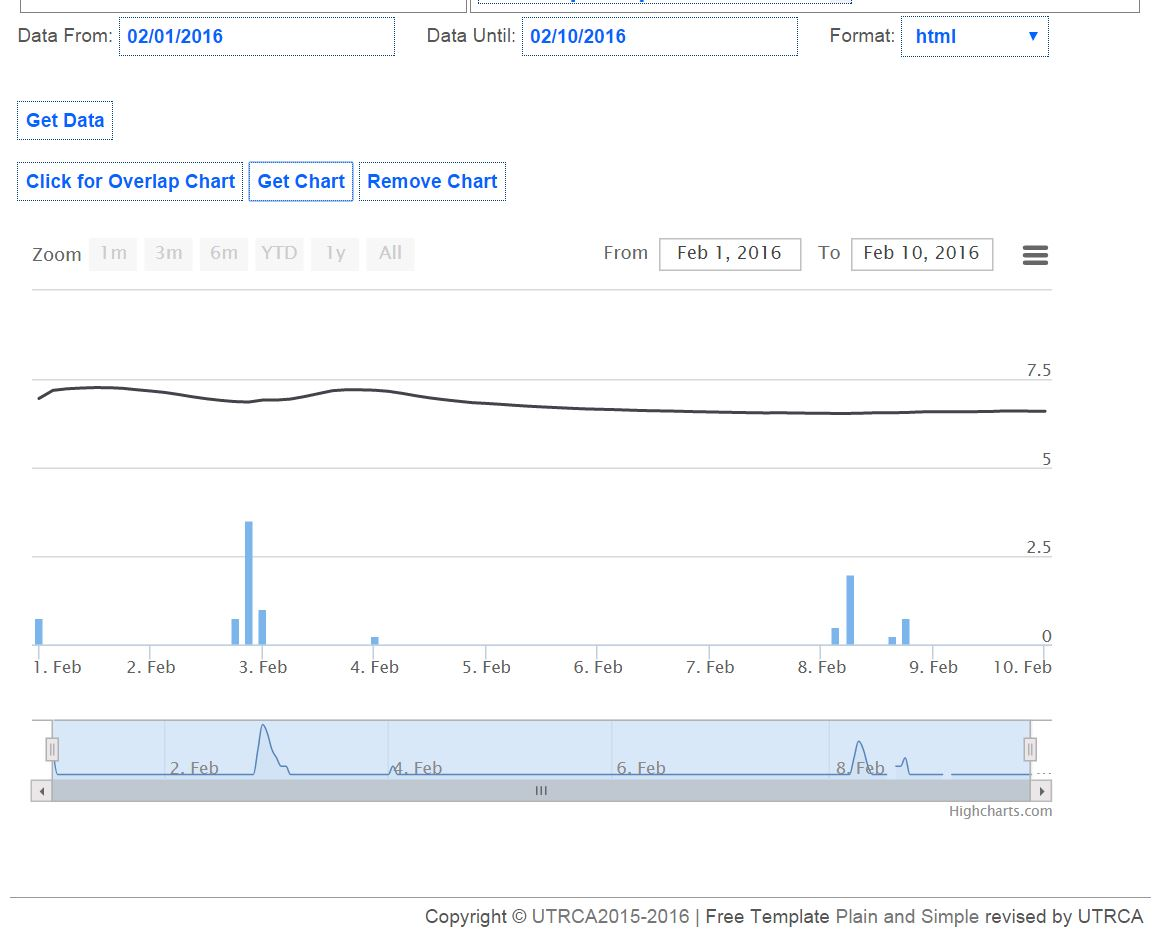 Data From: 02/01/2016 Data Until: 02/10/2016 Format: html
Get Data
Click for Overlap Chart Get Chart Remove Chart
Zoom 1m 3m 6m YTD 1y All From Feb 1, 2016 To Feb 10, 2016
7.5
5
2.5
0
1. Feb 2. Feb 3. Feb 4. Feb 5. Feb 6. Feb 7. Feb 8. Feb 9. Feb 10. Feb
2. Feb 4. Feb 6. Feb 8. Feb ...
Highcharts.com
Copyright © UTRCA2015-2016 | Free Template Plain and Simple revised by UTRCA